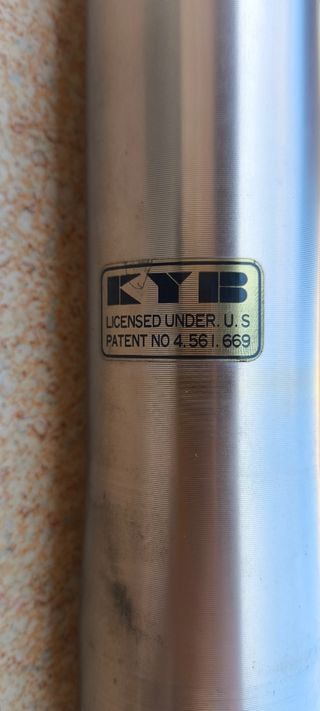 KYB
LICENSED UNDER. U. S
PATENT NO 4. 561. 669